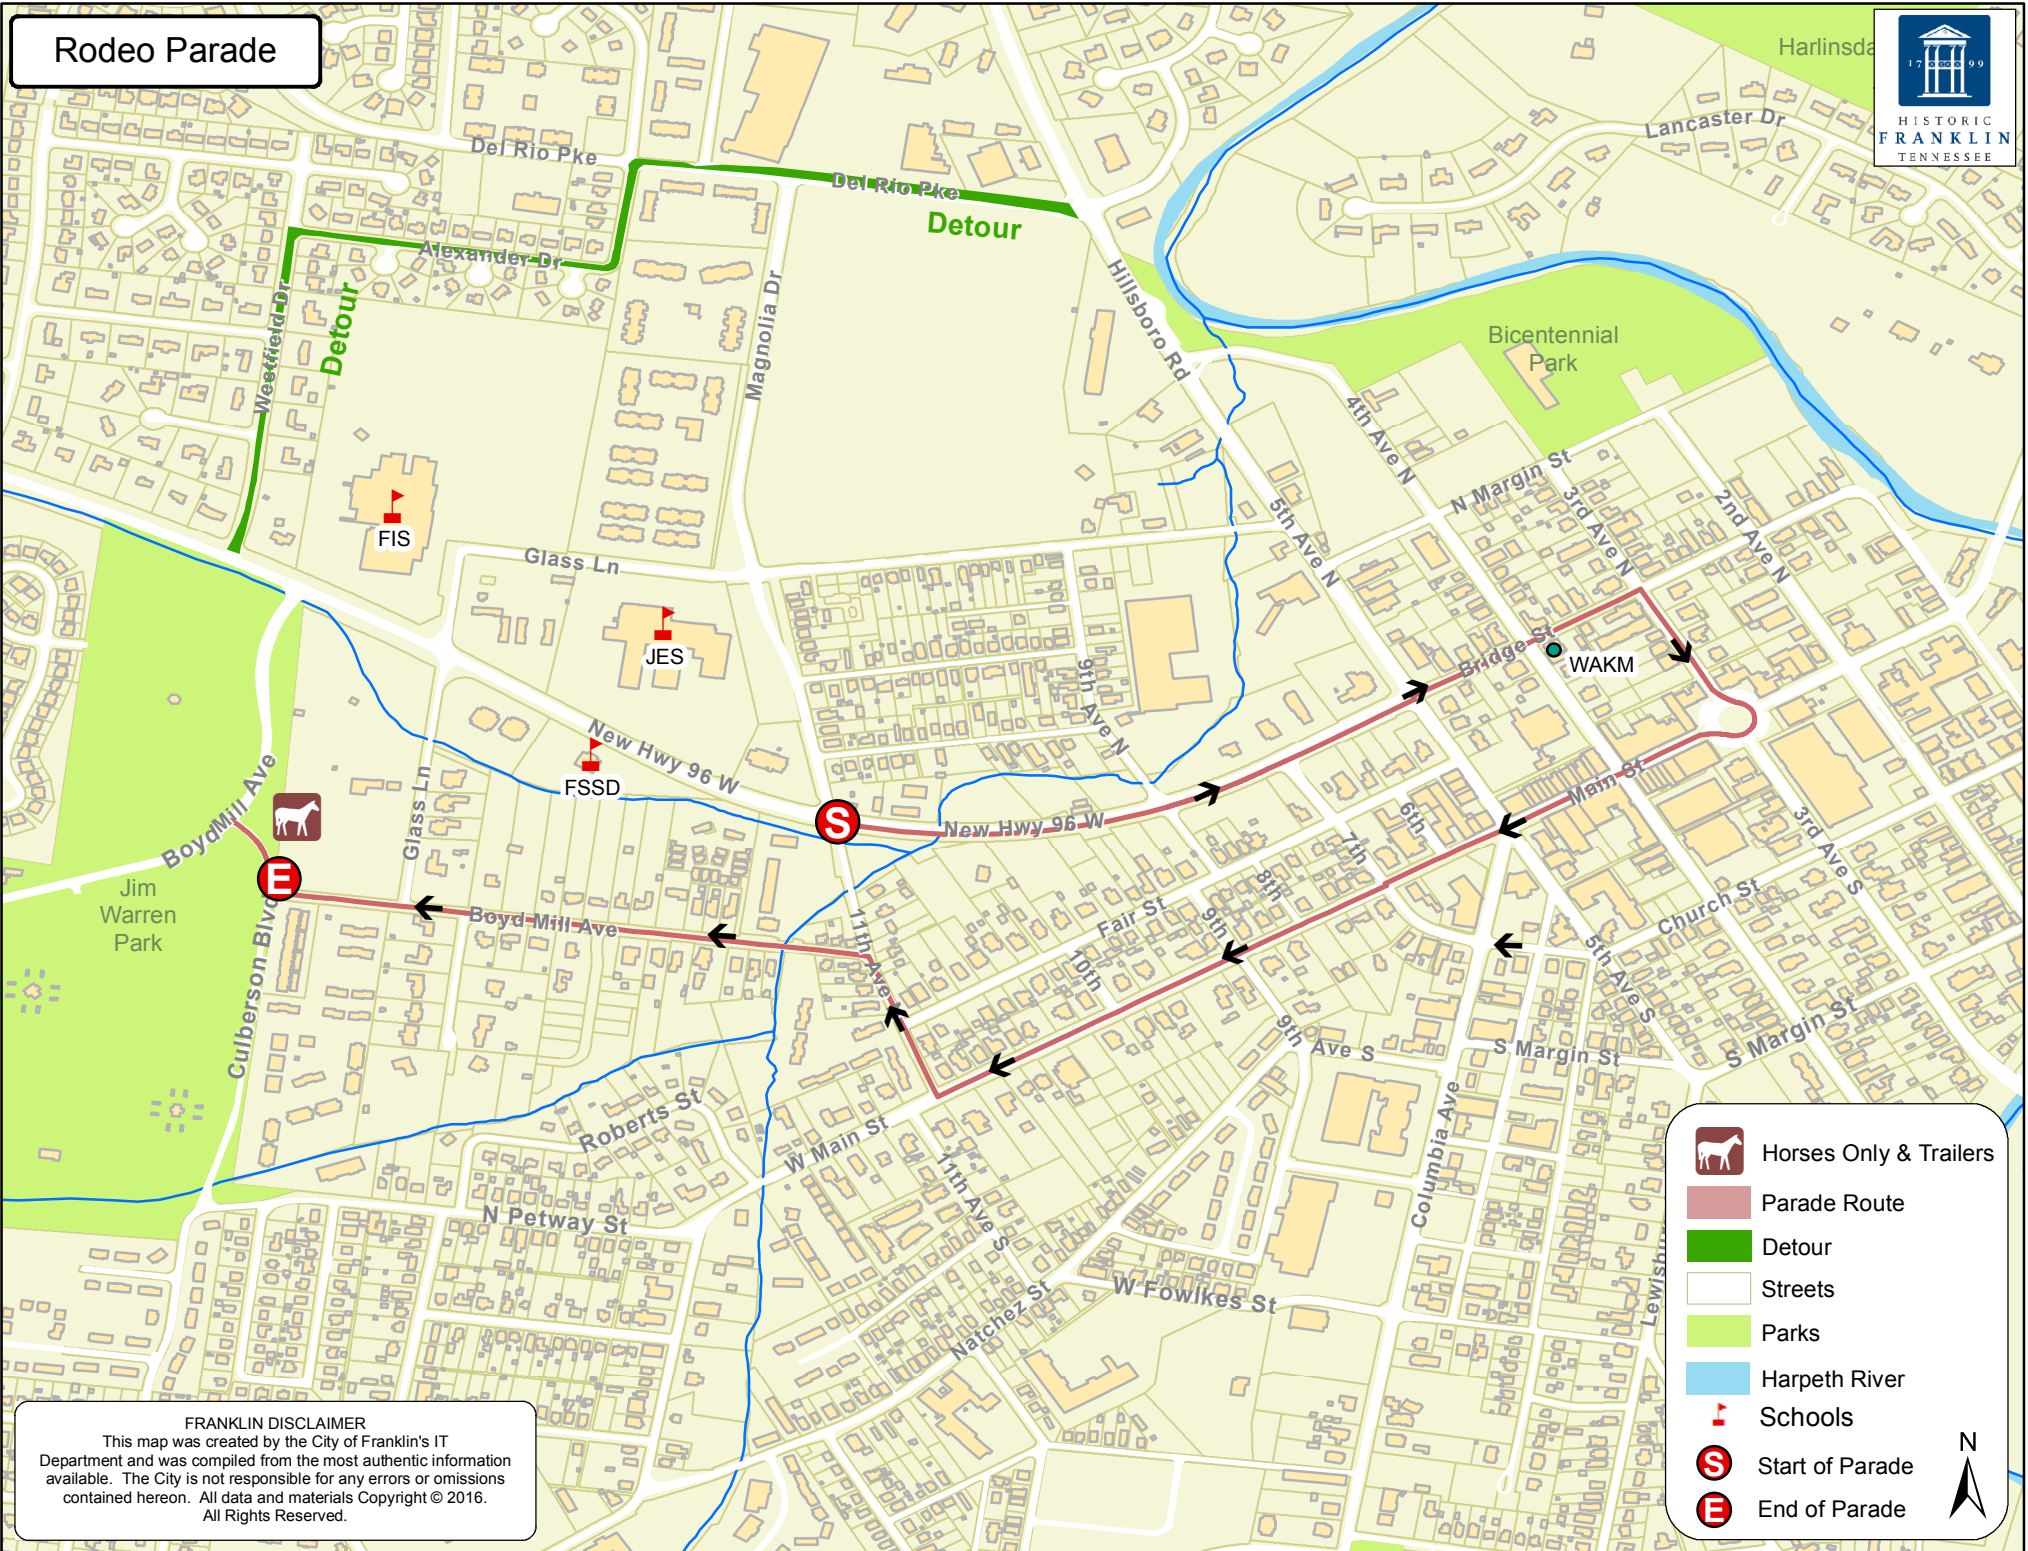 Rodeo Parade
Harlinsda
17 99
HISTORIC
FRANKLIN
TENNESSEE
Lancaster Dr
Del Rio Pke
Del Rio Pke
Detour
Alexander Dr
Westfield Dr
Detour
Magnolia Dr
Hillsboro Rd
Bicentennial
Park
4th Ave N
N Margin St
3rd Ave N
2nd Ave N
5th Ave N
FIS
Glass Ln
JES
9th Ave N
Bridge St
WAKM
New Hwy 96 W
FSSD
Main St
S
New Hwy 96 W
Boyd Mill Ave
Glass Ln
6th
7th
8th
9th
3rd Ave S
E
Jim
Warren
Park
Boyd Mill Ave
11th Ave N
Fair St
10th
Church St
5th Ave S
Culberson Blvd
9th Ave S
S Margin St
S Margin St
Roberts St
W Main St
11th Ave S
Columbia Ave
N Petway St
W Fowlkes St
Natchez St
Lewisbur
Horses Only & Trailers
Parade Route
Detour
Streets
Parks
Harpeth River
Schools
S Start of Parade
E End of Parade
N
FRANKLIN DISCLAIMER
This map was created by the City of Franklin's IT
Department and was compiled from the most authentic information
available. The City is not responsible for any errors or omissions
contained hereon. All data and materials Copyright © 2016.
All Rights Reserved.